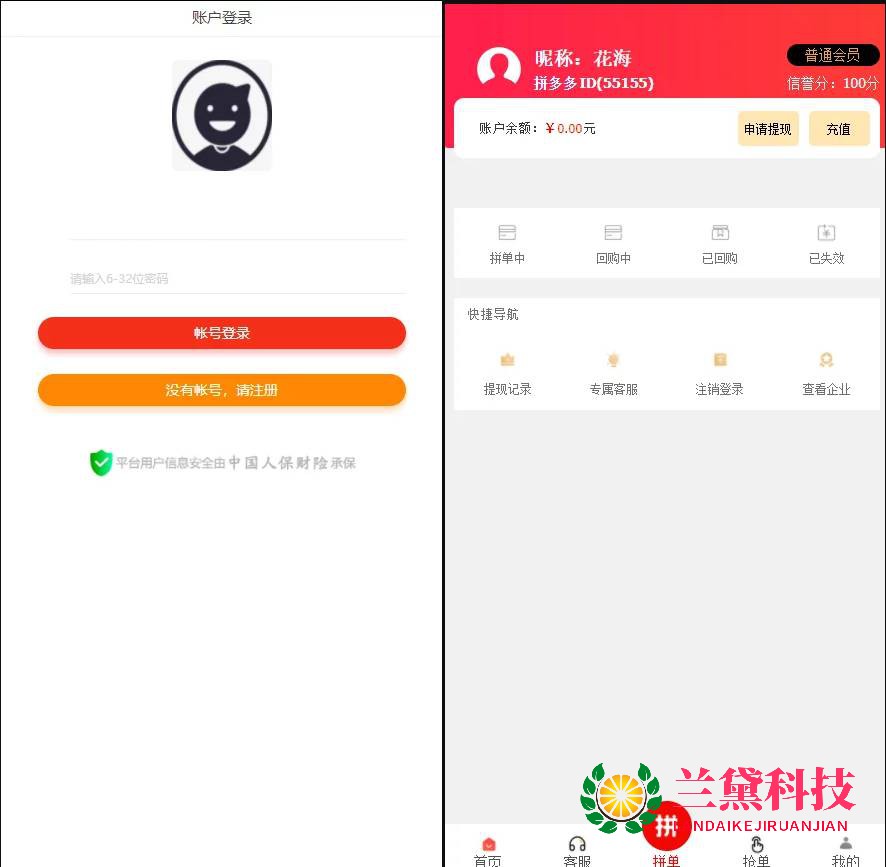 账户登录
请输入6-32位密码
帐号登录
没有帐号，请注册
平台用户信息安全由中国人保财险承保
昵称：花海
普通会员
拼多多ID(55155)
信誉分：100分
账户余额：￥0.00元
申请提现
充值
拼单中
回购中
已回购
已失效
快捷导航
提现记录
专属客服
注销登录
查看企业
兰黛科技
拼
NDAIKEJIRUANJIAN
首页
客服
拼单
抢单
我的